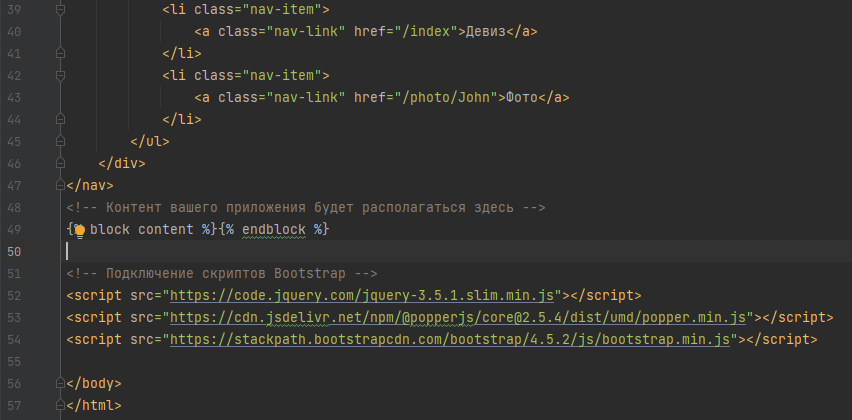 39 <li class="nav-item">
40 <a class="nav-link" href="/index">Девиз</a>
41 </li>
42 <li class="nav-item">
43 <a class="nav-link" href="/photo/John">Фото</a>
44 </li>
45 </ul>
46 </div>
47 </nav>
48 <!-- Контент вашего приложения будет располагаться здесь -->
49 {% block content %}{% endblock %}
50
51 <!-- Подключение скриптов Bootstrap -->
52 <script src="https://code.jquery.com/jquery-3.5.1.slim.min.js"></script>
53 <script src="https://cdn.jsdelivr.net/npm/@popperjs/core@2.5.4/dist/umd/popper.min.js"></script>
54 <script src="https://stackpath.bootstrapcdn.com/bootstrap/4.5.2/js/bootstrap.min.js"></script>
55
56 </body>
57 </html>